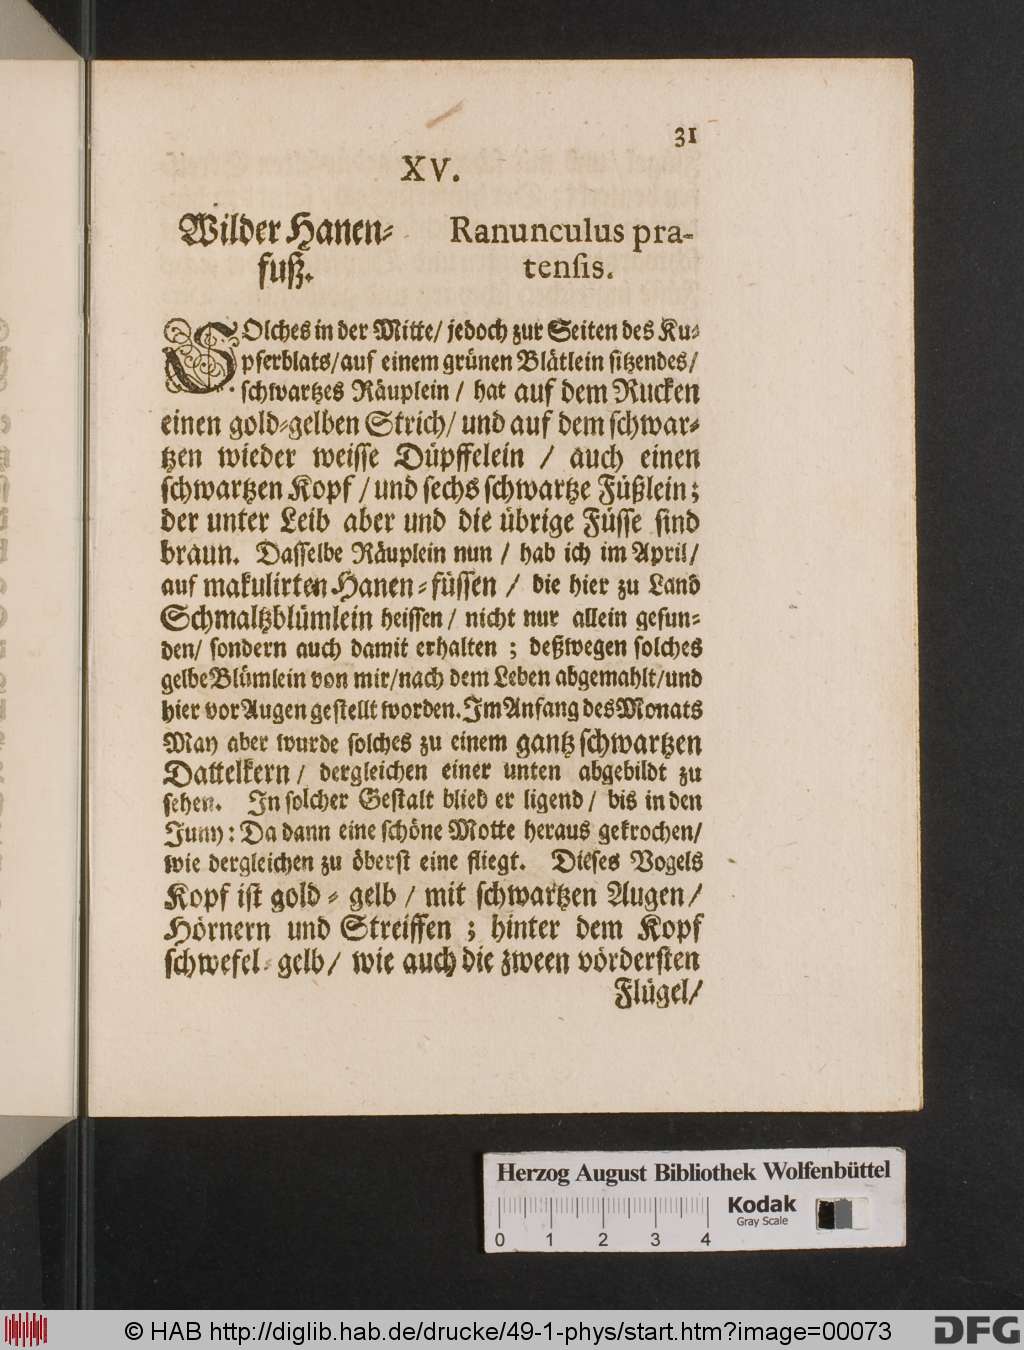 31
XV.
Wilder Hanen-
fuß.
Ranunculus pra-
tensis.
SOlches in der Mitte/ jedoch zur Seiten des Ku-
pferblats/ auf einem grünen Blätlein sitzendes/
schwartzes Räuplein / hat auf dem Rucken
einen gold-gelben Strich/ und auf dem schwar-
tzen wieder weisse Düpffelein / auch einen
schwartzen Kopf / und sechs schwartze Füßlein;
der unter Leib aber und die übrige Füsse sind
braun. Dasselbe Räuplein nun / hab ich im April/
auf makulirten Hanen-füssen / die hier zu Land
Schmaltzblümlein heissen / nicht nur allein gefun-
den/ sondern auch damit erhalten ; deßwegen solches
gelbe Blümlein von mir/ nach dem Leben abgemahlt/ und
hier vor Augen gestellt worden. Im Anfang des Monats
May aber wurde solches zu einem gantz schwartzen
Dattelkern / dergleichen einer unten abgebildt zu
sehen. In solcher Gestalt blieb er ligend / bis in den
Juny: Da dann eine schöne Motte heraus gekrochen/
wie dergleichen zu öberst eine fliegt. Dieses Vogels
Kopf ist gold-gelb / mit schwartzen Augen/
Hörnern und Streiffen ; hinter dem Kopf
schwefel-gelb/ wie auch die zween vördersten
Flügel/
Herzog August Bibliothek Wolfenbüttel
Kodak
Gray Scale
0 1 2 3 4
© HAB http://diglib.hab.de/drucke/49-1-phys/start.htm?image=00073
DFG